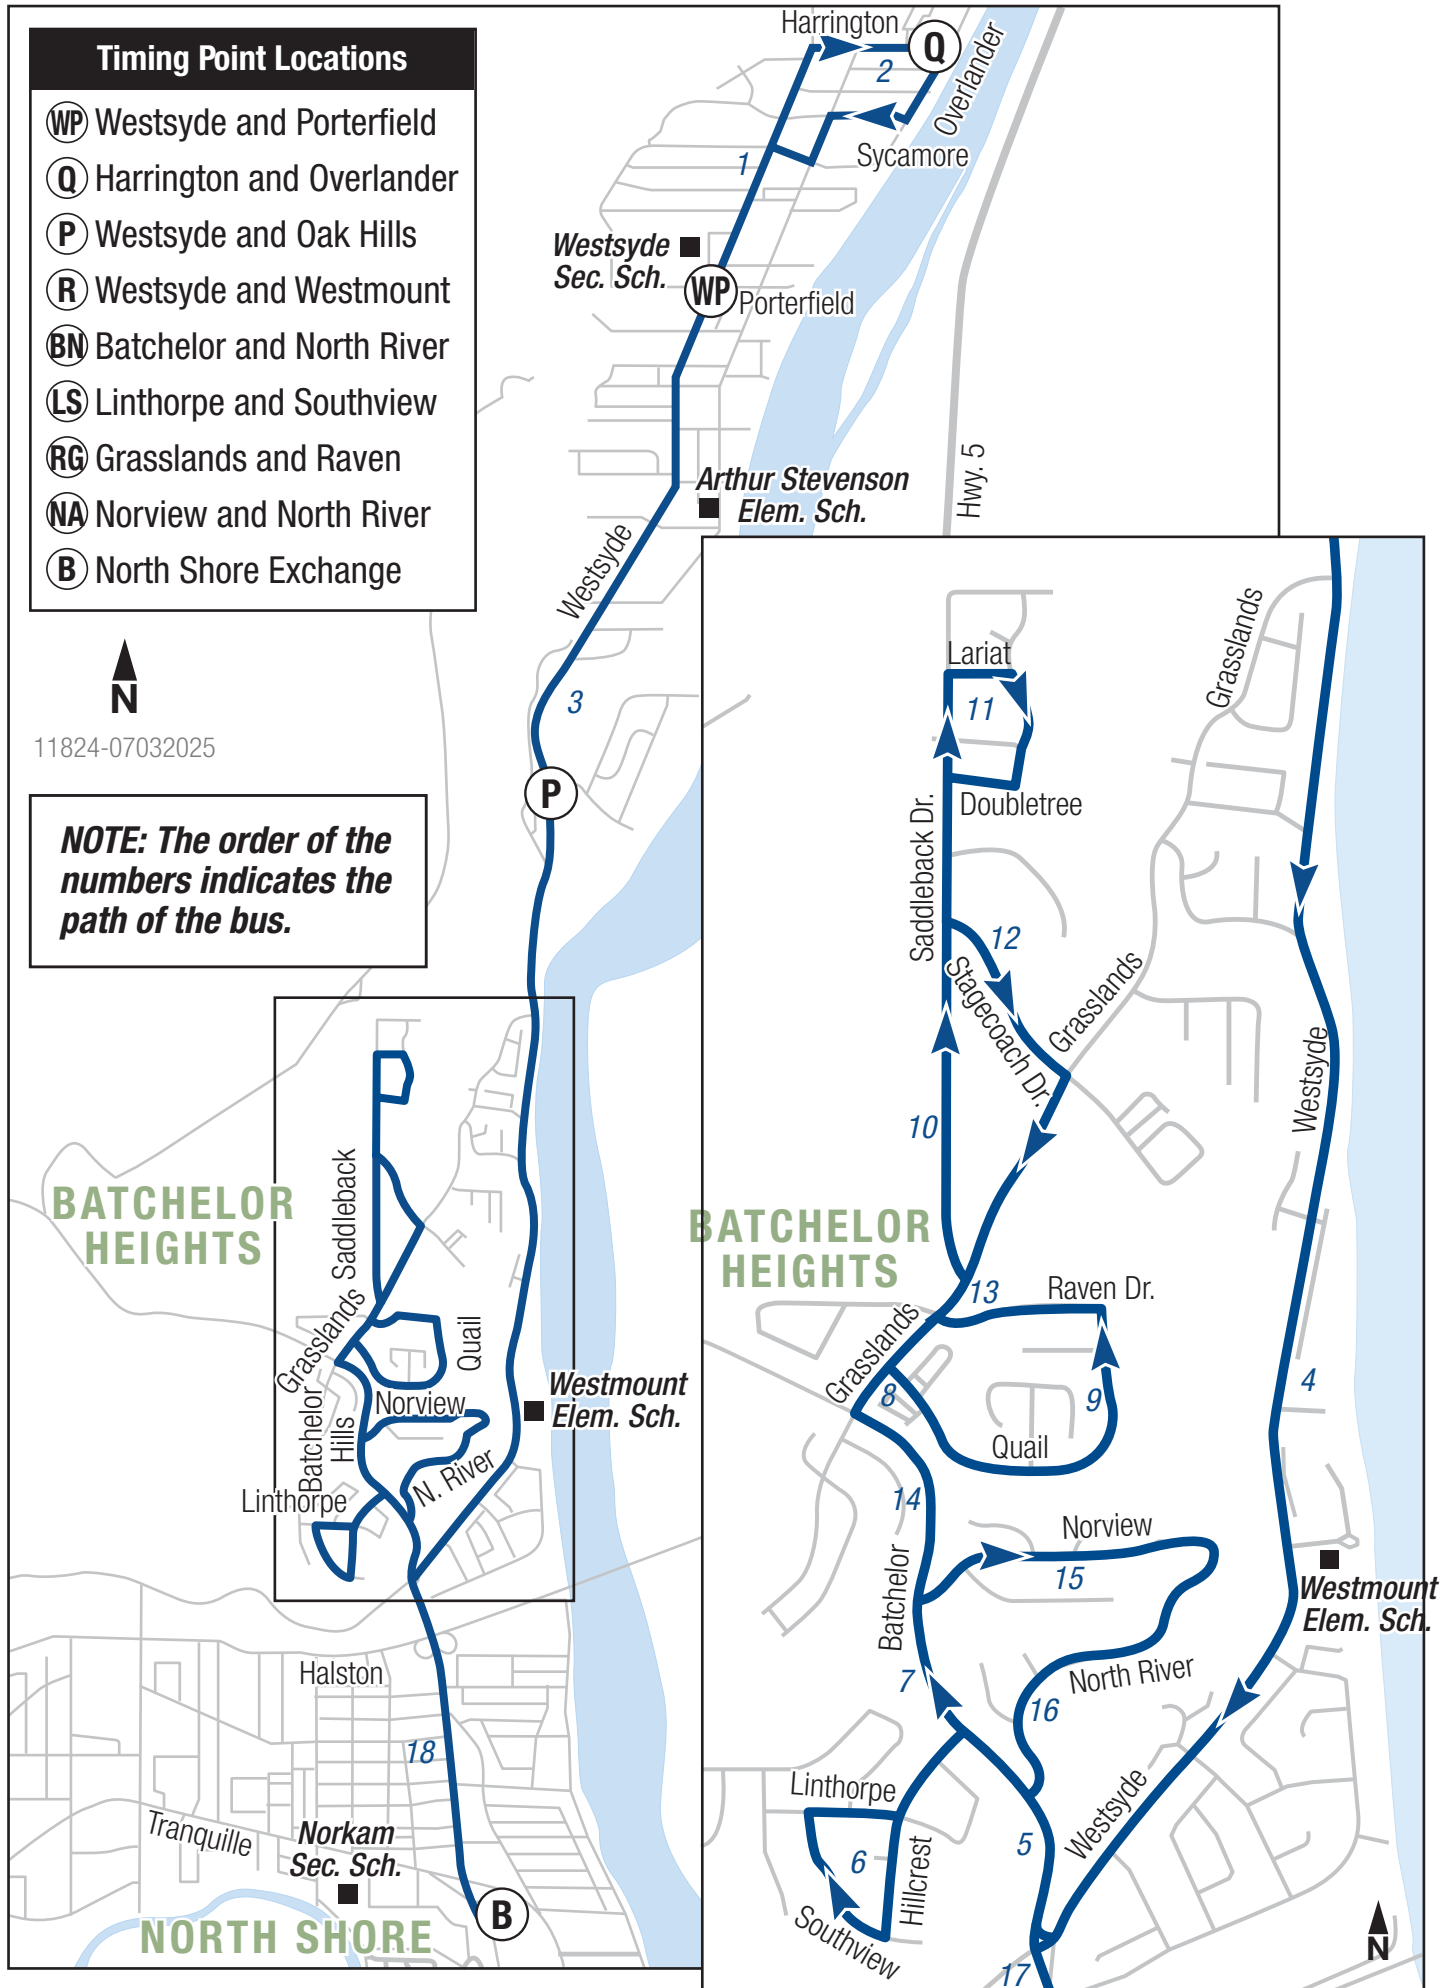 Timing Point Locations
WP Westsyde and Porterfield
Q Harrington and Overlander
P Westsyde and Oak Hills
R Westsyde and Westmount
BN Batchelor and North River
LS Linthorpe and Southview
RG Grasslands and Raven
NA Norview and North River
B North Shore Exchange
N
11824-07032025
NOTE: The order of the
numbers indicates the
path of the bus.
Harrington
Q
2
Overlander
Sycamore
1
Westsyde
Sec. Sch.
WP
Porterfield
Hwy. 5
Arthur Stevenson
Elem. Sch.
Westsyde
3
P
BATCHELOR
HEIGHTS
Saddleback
Grasslands
Quail
Batchelor
Hills
Norview
Westmount
Elem. Sch.
N. River
Linthorpe
Halston
18
Tranquille
Norkam
Sec. Sch.
B
NORTH SHORE
Grasslands
Lariat
11
Doubletree
Saddleback Dr.
12
Stagecoach Dr.
Grasslands
Westsyde
10
BATCHELOR
HEIGHTS
13
Raven Dr.
Grasslands
8
9
4
Quail
14
Norview
15
Batchelor
Westmount
Elem. Sch.
7
North River
16
Linthorpe
Westsyde
5
6
Hillcrest
Southview
17
N